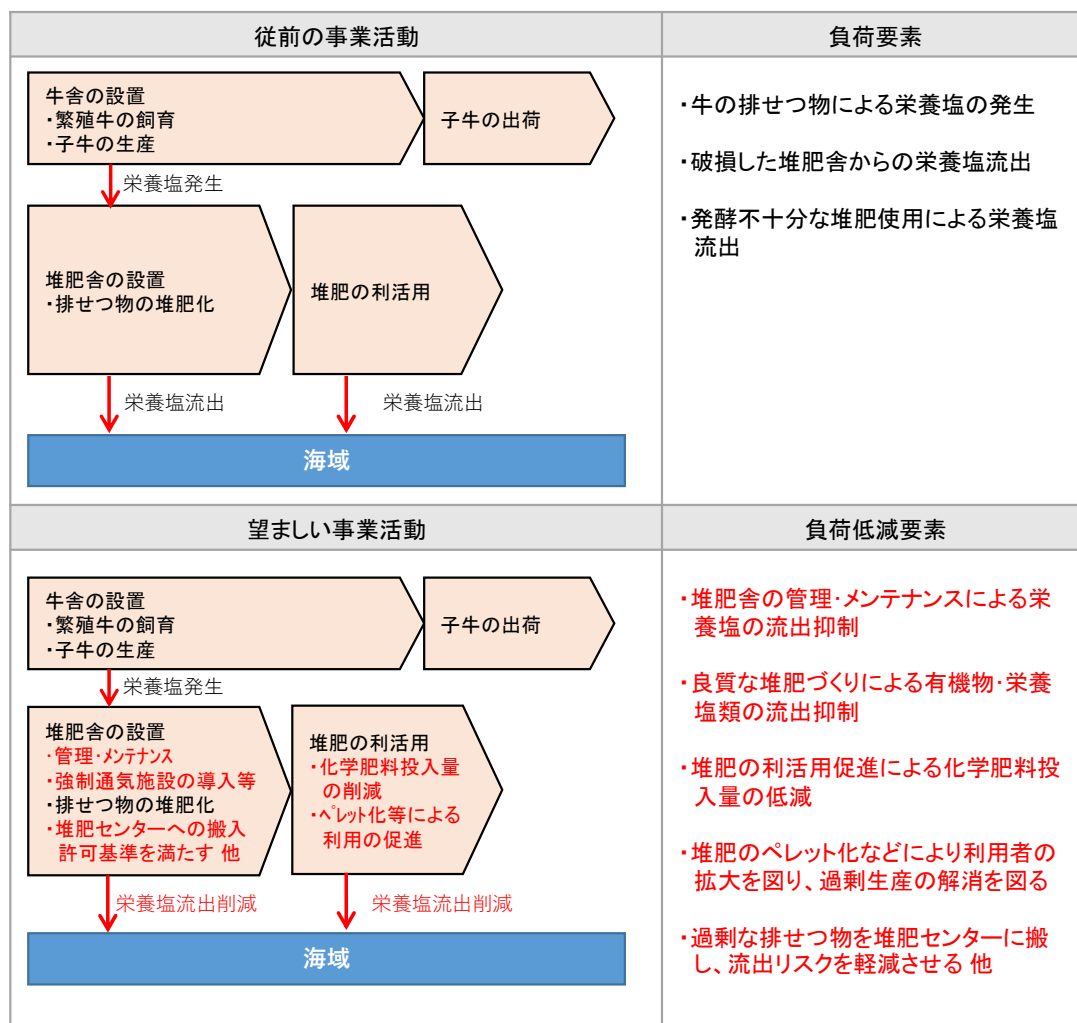 従前の事業活動
負荷要素
牛舎の設置
・繁殖牛の飼育
・子牛の生産
子牛の出荷
栄養塩発生
堆肥舎の設置
・排せつ物の堆肥化
堆肥の利活用
栄養塩流出
栄養塩流出
海域
・牛の排せつ物による栄養塩の発生
・破損した堆肥舎からの栄養塩流出
・発酵不十分な堆肥使用による栄養塩
流出
望ましい事業活動
負荷低減要素
牛舎の設置
・繁殖牛の飼育
・子牛の生産
子牛の出荷
栄養塩発生
堆肥舎の設置
・管理・メンテナンス
・強制通気施設の導入等
・排せつ物の堆肥化
・堆肥センターへの搬入
許可基準を満たす 他
堆肥の利活用
・化学肥料投入量
の削減
・ペレット化等による
利用の促進
栄養塩流出削減
栄養塩流出削減
海域
・堆肥舎の管理・メンテナンスによる栄
養塩の流出抑制
・良質な堆肥づくりによる有機物・栄養
塩類の流出抑制
・堆肥の利活用促進による化学肥料投
入量の低減
・堆肥のペレット化などにより利用者の
拡大を図り、過剰生産の解消を図る
・過剰な排せつ物を堆肥センターに搬
し、流出リスクを軽減させる 他